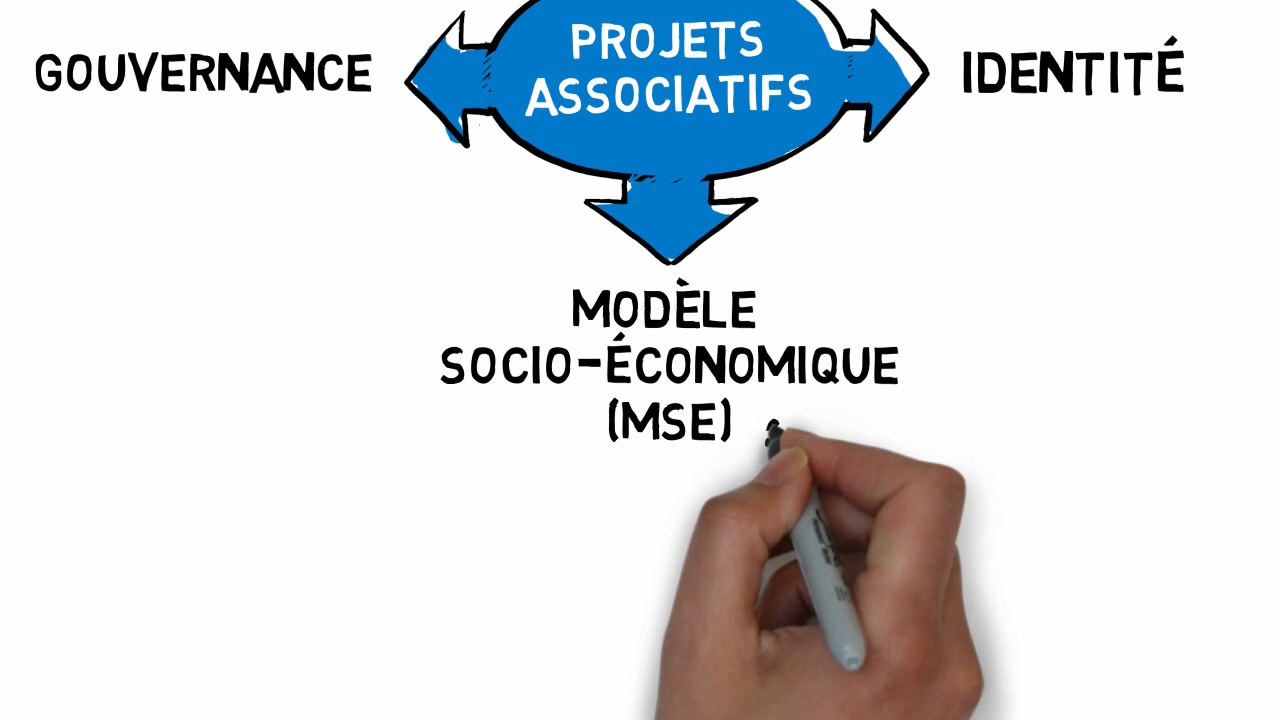 PROJETS
ASSOCIATIFS
GOUVERNANCE
IDENTITÉ
MODÈLE
SOCIO-ÉCONOMIQUE
(MSE)